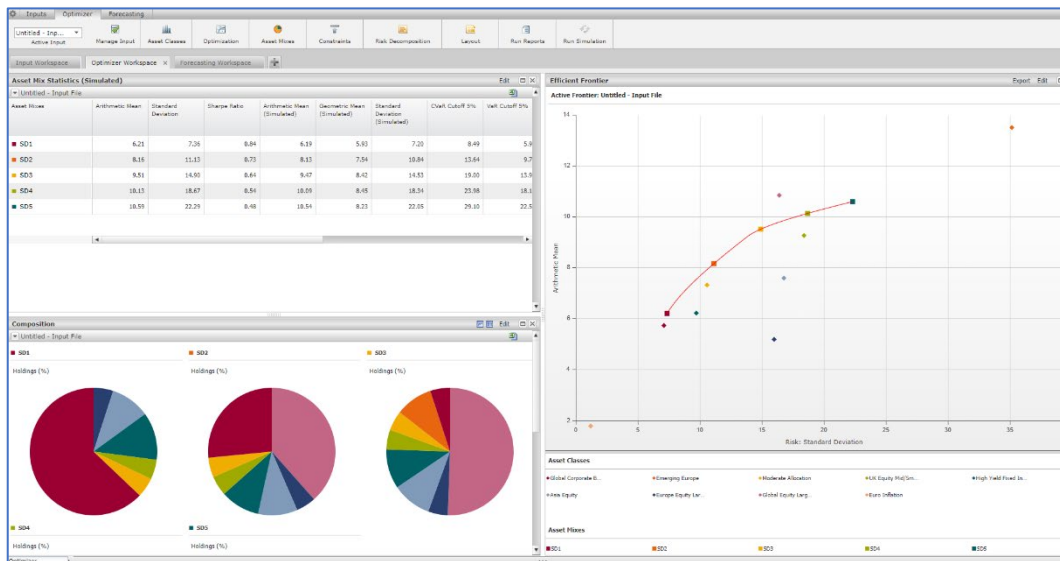 Inputs Optimizer Forecasting
Untitled - Inp...
Active Input Manage Input Asset Classes Optimization Asset Mixes Constraints Risk Decomposition Layout Run Reports Run Simulation
Input Workspace Optimizer Workspace × Forecasting Workspace
Asset Mix Statistics (Simulated) Edit
Untitled - Input File
Asset Mixes Arithmetic Mean Standard Deviation Sharpe Ratio Arithmetic Mean (Simulated) Geometric Mean (Simulated) Standard Deviation (Simulated) CVaR Cutoff 5% VaR Cutoff 5%
SD1 6.21 7.36 0.84 6.19 5.93 7.20 8.49 5.9
SD2 8.16 11.13 0.73 8.13 7.54 10.84 13.64 9.7
SD3 9.51 14.90 0.64 9.47 8.42 14.53 19.00 13.9
SD4 10.13 18.67 0.54 10.09 8.45 18.34 23.98 18.1
SD5 10.59 22.29 0.48 10.54 8.23 22.05 29.10 22.5
Composition Edit
Untitled - Input File
SD1 SD2 SD3
Holdings (%) Holdings (%) Holdings (%)
SD4 SD5
Holdings (%) Holdings (%)
Efficient Frontier Export Edit
Active Frontier: Untitled - Input File
14
12
10
8
6
4
2
Arithmetic Mean
0 5 10 15 20 25 30 35
Risk: Standard Deviation
Asset Classes
Global Corporate B... Emerging Europe Moderate Allocation UK Equity Mid/Sm... High Yield Fixed In...
Asia Equity Europe Equity Lar... Global Equity Larg... Euro Inflation
Asset Mixes
SD1 SD2 SD3 SD4 SD5